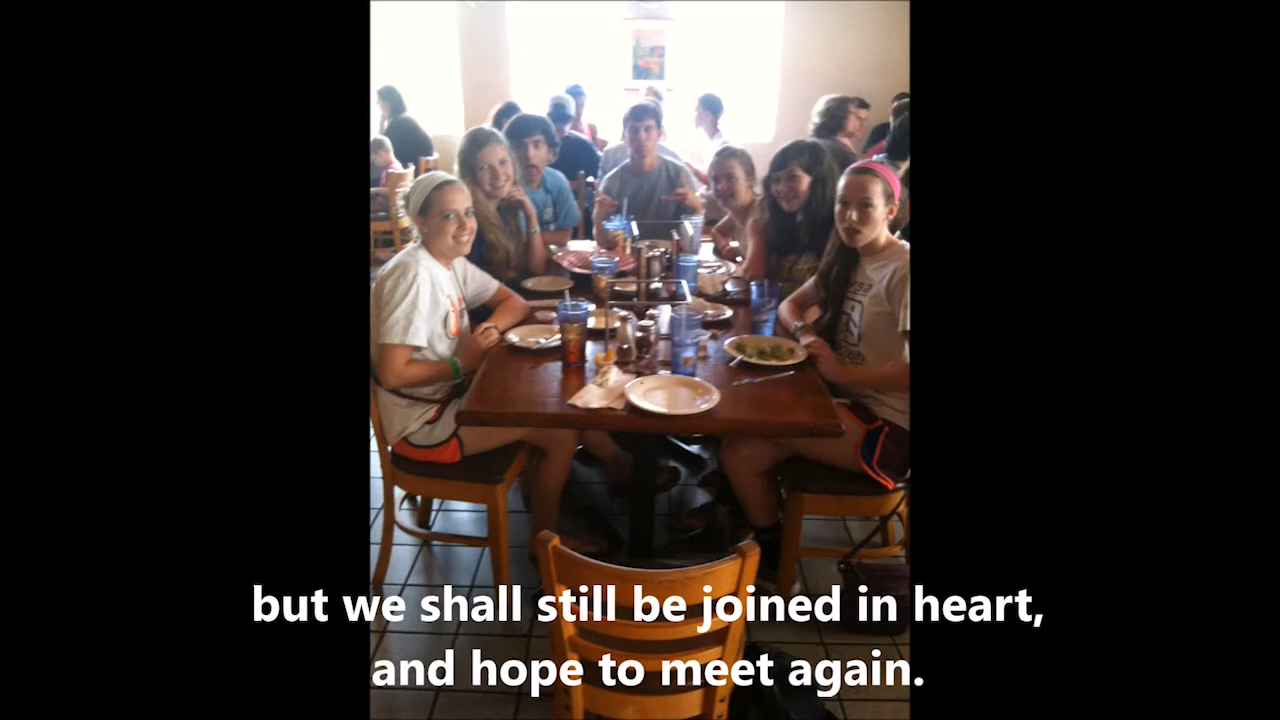 but we shall still be joined in heart,
and hope to meet again.